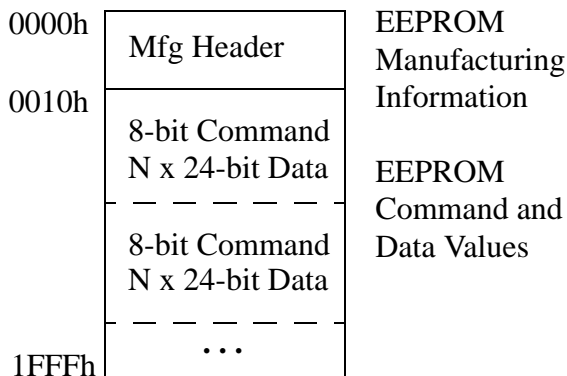 0000h
Mfg Header
0010h
8-bit Command
N x 24-bit Data
8-bit Command
N x 24-bit Data
...
1FFFh
EEPROM
Manufacturing
Information
EEPROM
Command and
Data Values